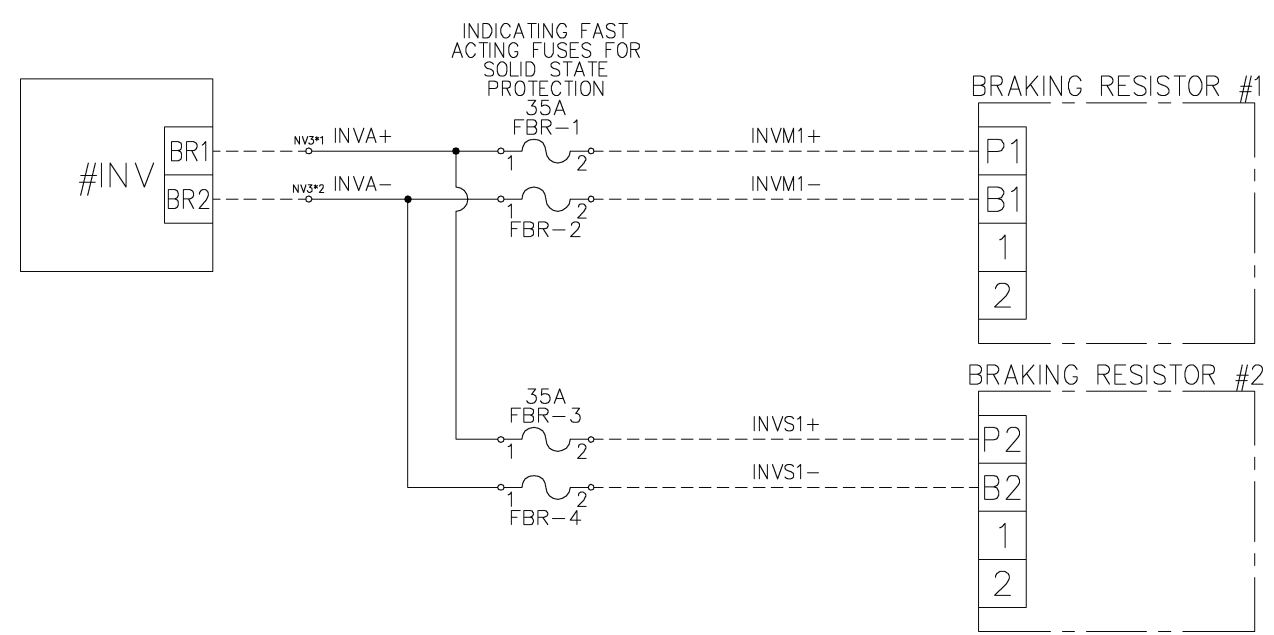 INDICATING FAST
ACTING FUSES FOR
SOLID STATE
PROTECTION
35A
FBR-1
BRAKING RESISTOR #1
#INV
BR1
NV3*1
INVA+
1
2
INVM1+
P1
BR2
NV3*2
INVA-
1
2
FBR-2
INVM1-
B1
1
2
BRAKING RESISTOR #2
35A
FBR-3
1
2
INVS1+
P2
1
2
FBR-4
INVS1-
B2
1
2